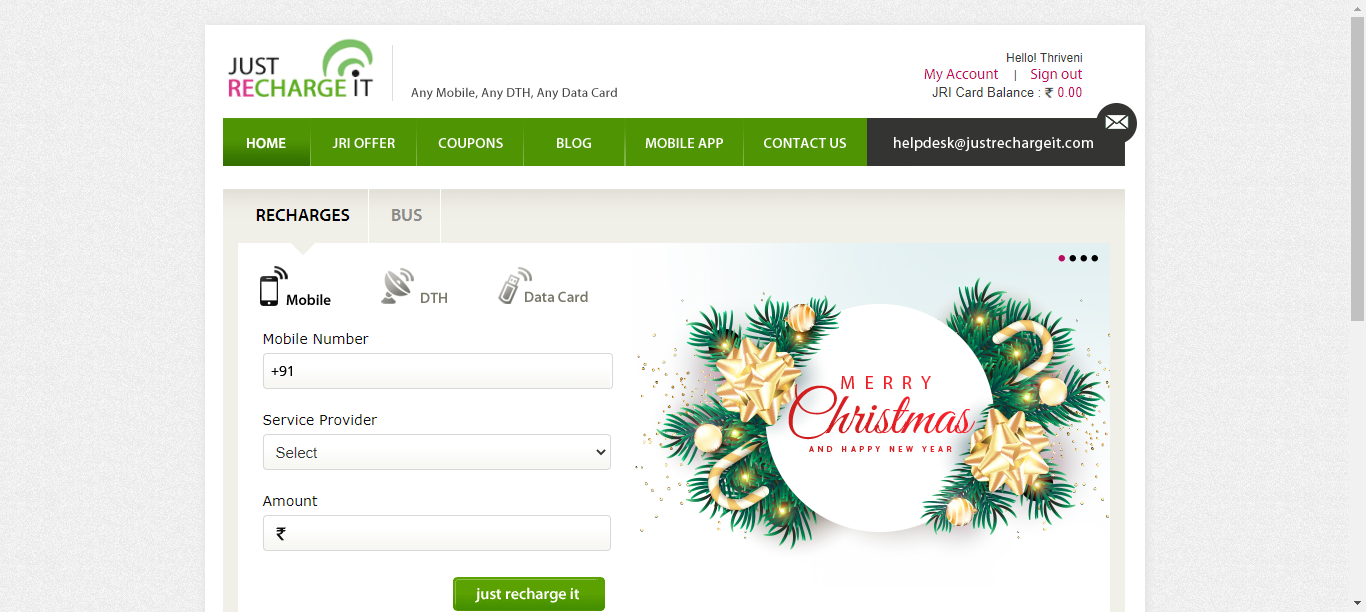 JUST
RECHARGE iT
Any Mobile, Any DTH, Any Data Card
Hello! Thriveni
My Account | Sign out
JRI Card Balance : ₹ 0.00
HOME JRI OFFER COUPONS BLOG MOBILE APP CONTACT US helpdesk@justrechargeit.com
RECHARGES BUS
Mobile DTH Data Card
Mobile Number
+91
Service Provider
Select
Amount
₹
just recharge it
MERRY
Christmas
AND HAPPY NEW YEAR